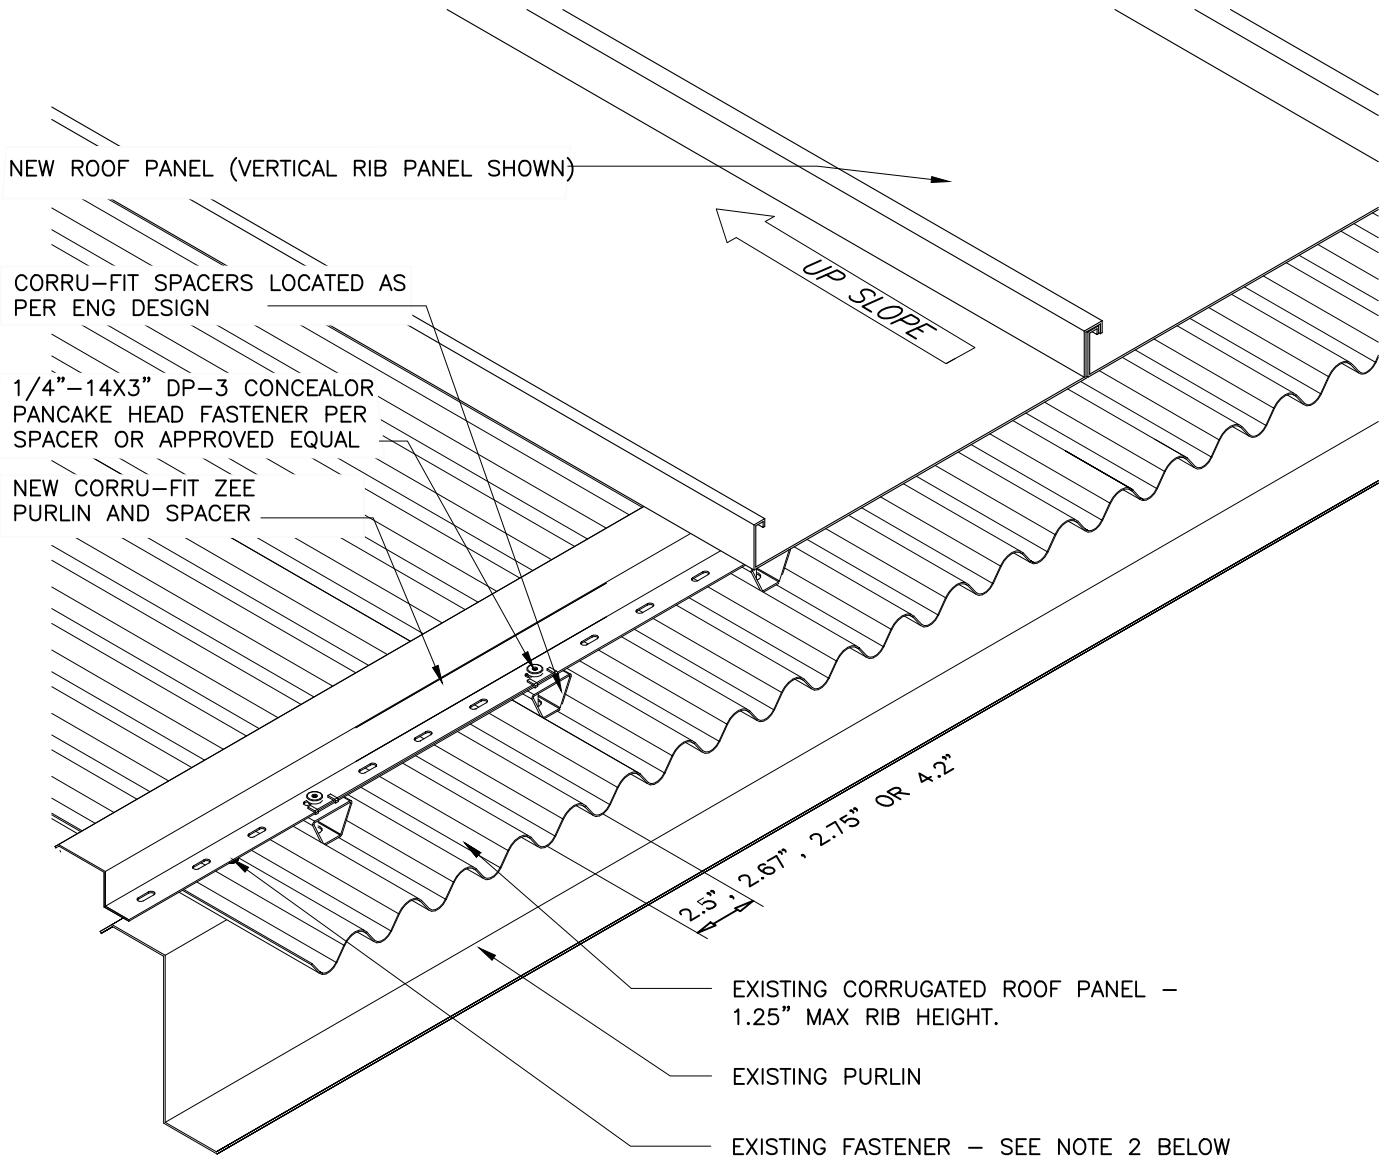 NEW ROOF PANEL (VERTICAL RIB PANEL SHOWN)
UP SLOPE
CORRU-FIT SPACERS LOCATED AS
PER ENG DESIGN
1/4"-14X3" DP-3 CONCEALOR
PANCAKE HEAD FASTENER PER
SPACER OR APPROVED EQUAL
NEW CORRU-FIT ZEE
PURLIN AND SPACER
2.5", 2.67", 2.75" OR 4.2"
EXISTING CORRUGATED ROOF PANEL -
1.25" MAX RIB HEIGHT.
EXISTING PURLIN
EXISTING FASTENER - SEE NOTE 2 BELOW